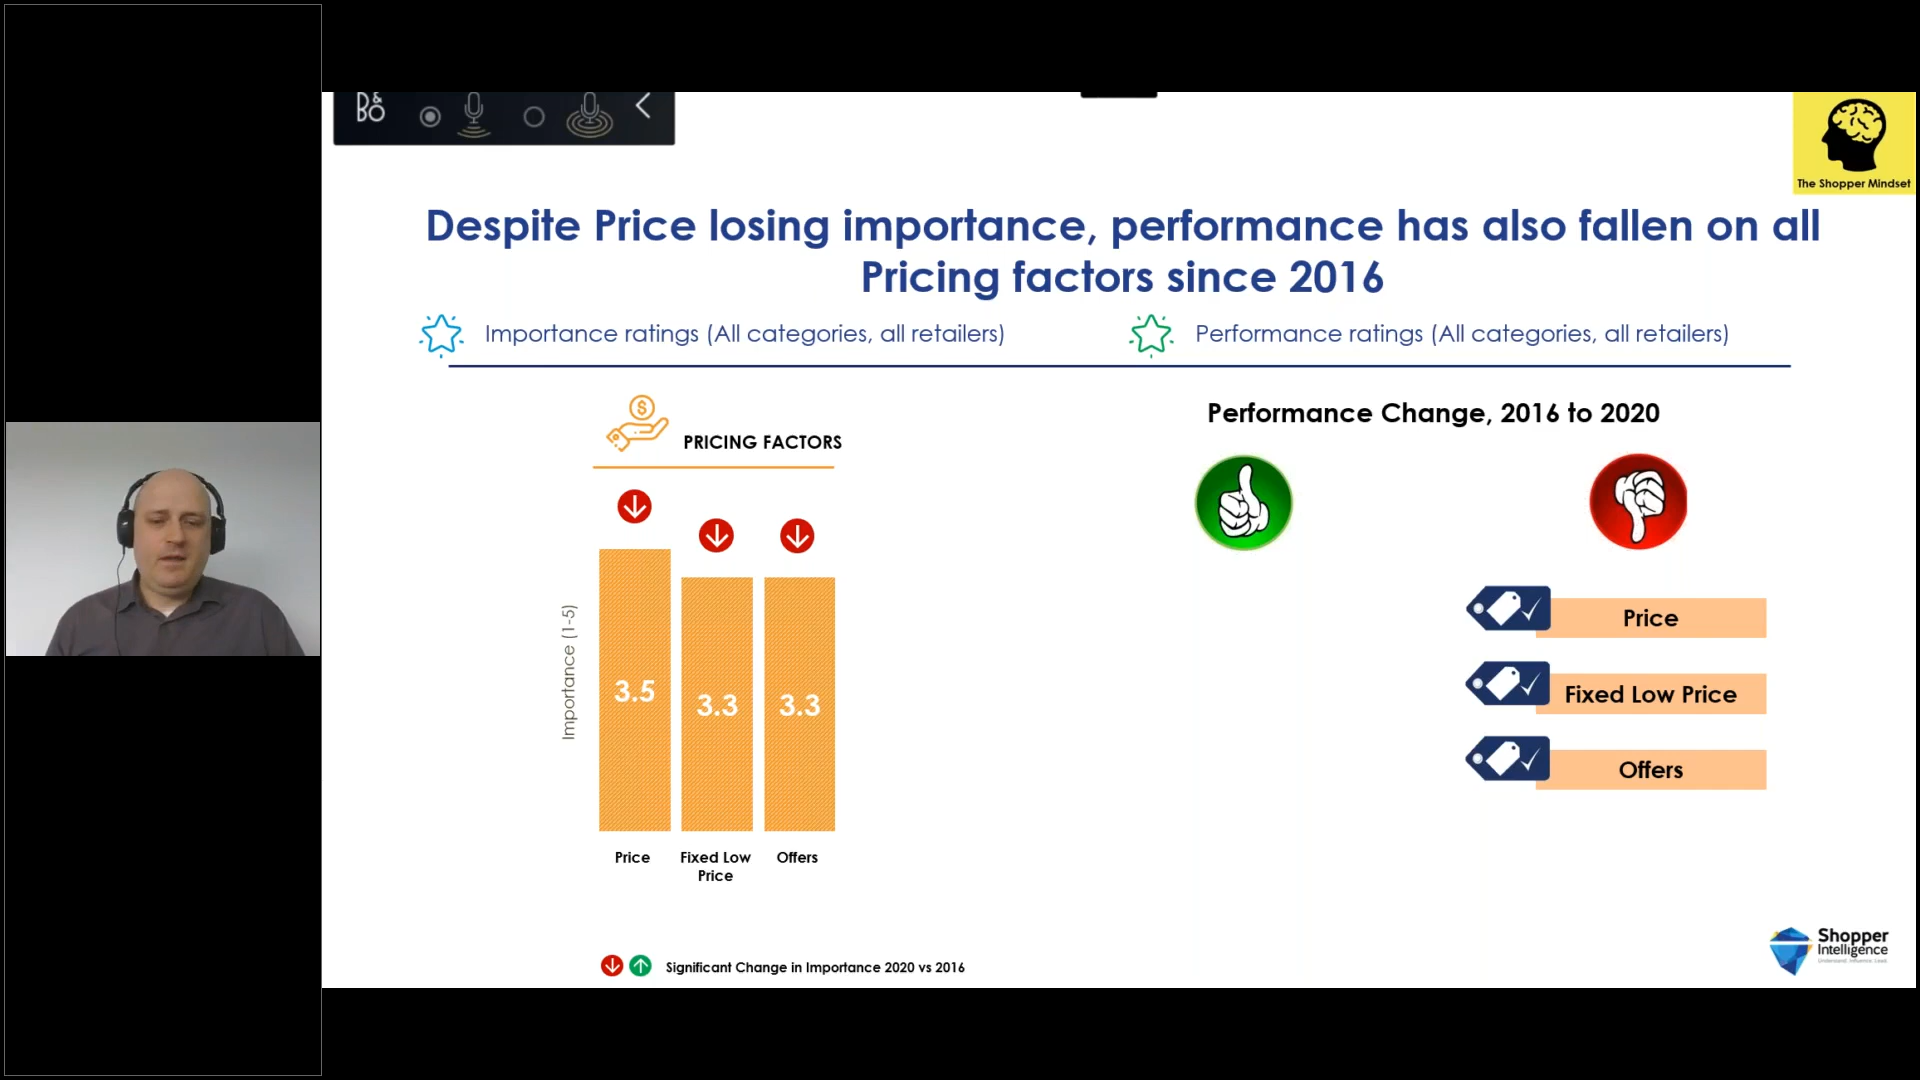 B&O
The Shopper Mindset
Despite Price losing importance, performance has also fallen on all
Pricing factors since 2016
Importance ratings (All categories, all retailers)
Performance ratings (All categories, all retailers)
$
PRICING FACTORS
Importance (1-5)
3.5
3.3
3.3
Price
Fixed Low
Price
Offers
Significant Change in Importance 2020 vs 2016
Performance Change, 2016 to 2020
Price
Fixed Low Price
Offers
Shopper
Intelligence
Understand. Influence. Lead.